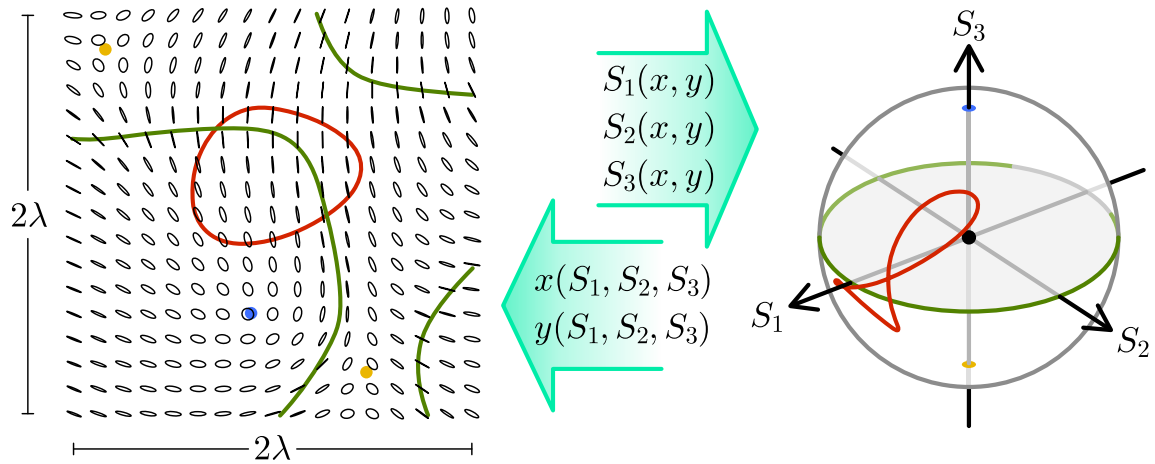 2λ
2λ
S₁(x, y)
S₂(x, y)
S₃(x, y)
x(S₁, S₂, S₃)
y(S₁, S₂, S₃)
S₃
S₁
S₂